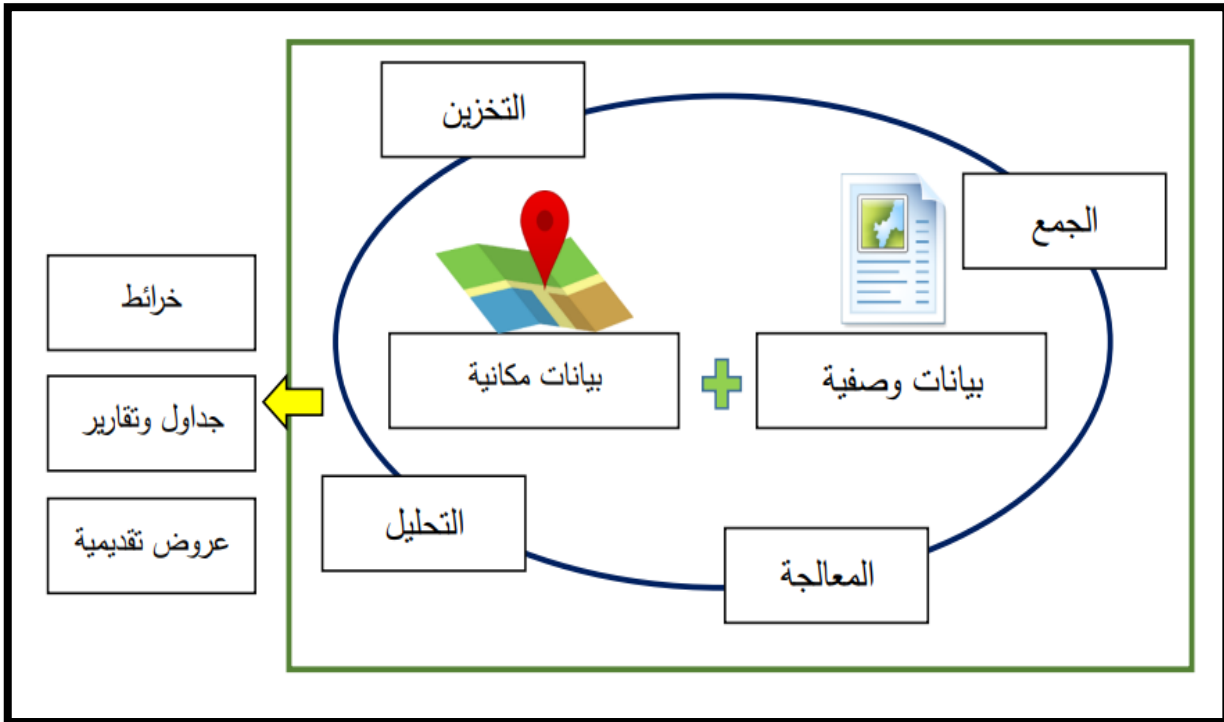 التخزين
الجمع
بيانات وصفية
بيانات مكانية
المعالجة
التحليل
خرائط
جداول وتقارير
عروض تقديمية